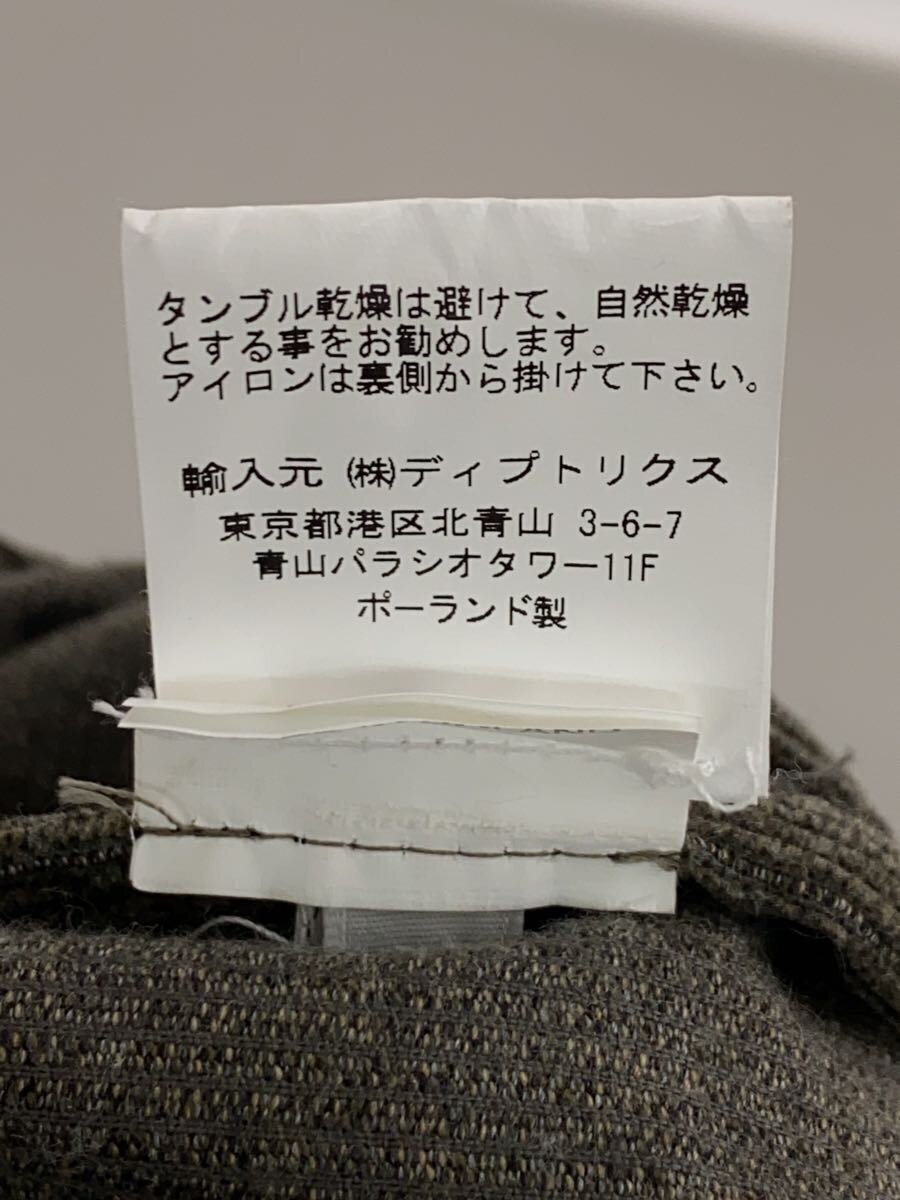 タンブル乾燥は避けて、自然乾燥
とする事をお勧めします。
アイロンは裏側から掛けて下さい。
輸入元 (株)ディプトリクス
東京都港区北青山 3-6-7
青山パラシオタワー11F
ポーランド製